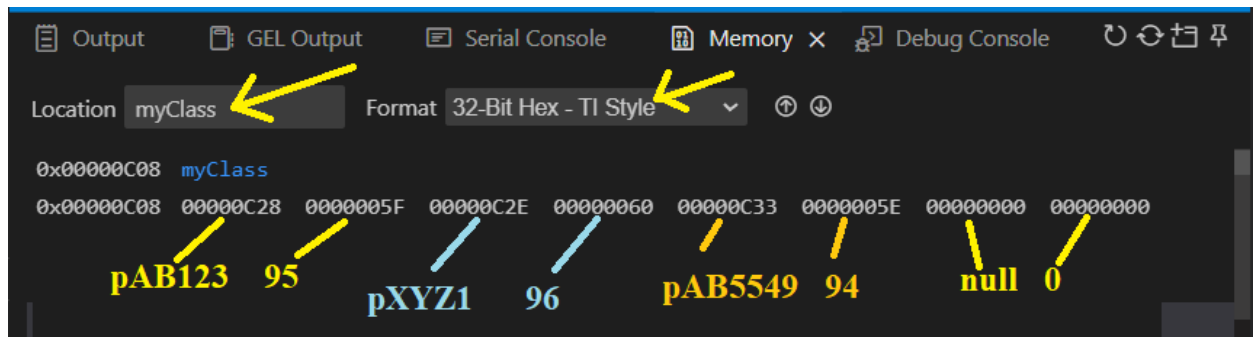 Output GEL Output Serial Console Memory Debug Console
Location myClass Format 32-Bit Hex - TI Style
0x00000C08 myClass
0x00000C08 00000C28 0000005F 00000C2E 00000060 00000C33 0000005E 00000000 00000000
pAB123 95 pXYZ1 96 pAB5549 94 null 0